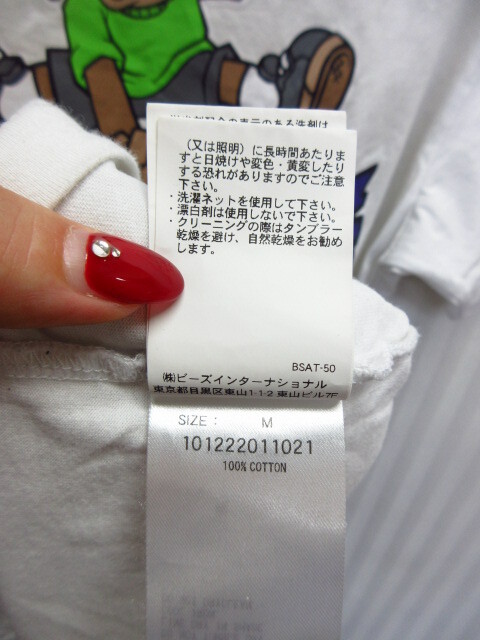 のある洗剤は
（又は照明）に長時間あたりま
すと日焼けや変色・黄変したり
する恐れがありますのでご注意
下さい。
・洗濯ネットを使用して下さい。
・漂白剤は使用しないで下さい。
・クリーニングの際はタンブラー
乾燥を避け、自然乾燥をお勧め
します。
BSAT-50
㈱ビーズインターナショナル
東京都目黒区東山1-1-2 東山ビル7F
SIZE: M
101222011021
100% COTTON